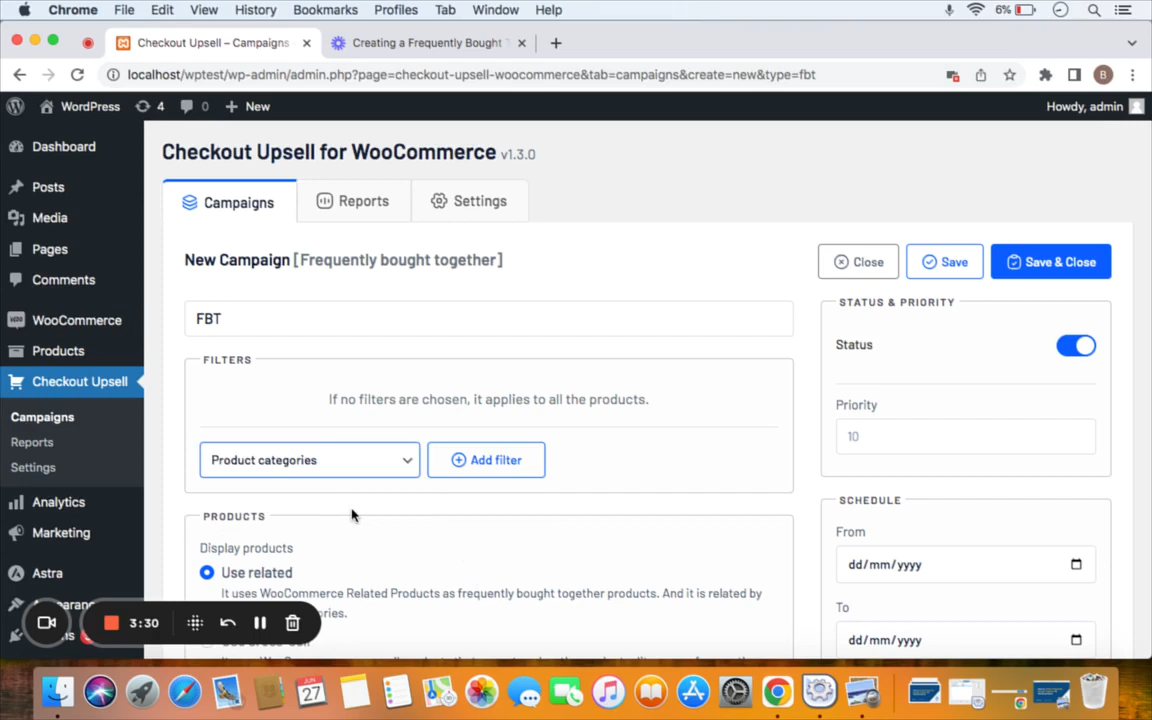 Chrome File Edit View History Bookmarks Profiles Tab Window Help 6%
Checkout Upsell – Campaigns Creating a Frequently Bought T
localhost/wptest/wp-admin/admin.php?page=checkout-upsell-woocommerce&tab=campaigns&create=new&type=fbt B
WordPress 4 0 New Howdy, admin
Dashboard
Posts
Media
Pages
Comments
WooCommerce
Products
Checkout Upsell
Campaigns
Reports
Settings
Analytics
Marketing
Astra
Checkout Upsell for WooCommerce v1.3.0
Campaigns Reports Settings
New Campaign [Frequently bought together]
Close Save Save & Close
FBT
FILTERS
If no filters are chosen, it applies to all the products.
Product categories Add filter
PRODUCTS
Display products
Use related
It uses WooCommerce Related Products as frequently bought together products. And it is related by
STATUS & PRIORITY
Status
Priority
10
SCHEDULE
From
dd/mm/yyyy
To
dd/mm/yyyy
3:30
JUN
27